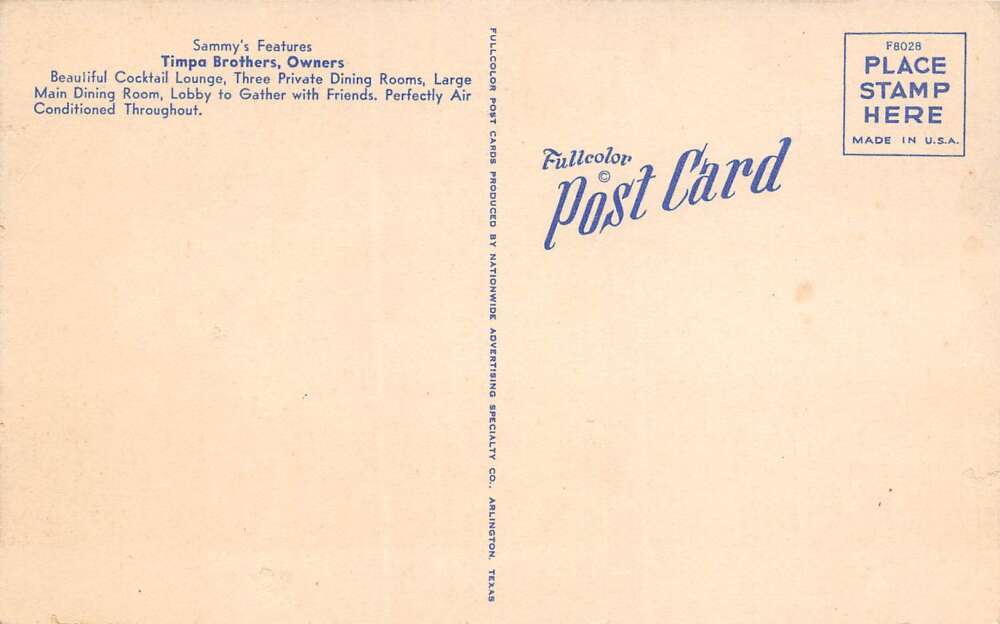 Sammy's Features
Timpa Brothers, Owners
Beautiful Cocktail Lounge, Three Private Dining Rooms, Large
Main Dining Room, Lobby to Gather with Friends. Perfectly Air
Conditioned Throughout.
FULLCOLOR POST CARDS PRODUCED BY NATIONWIDE ADVERTISING SPECIALTY CO., ARLINGTON, TEXAS
Fullcolor
©
Post Card
F8028
PLACE
STAMP
HERE
MADE IN U.S.A.